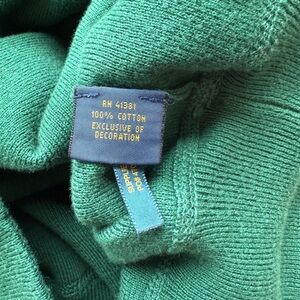 RN 41381
100% COTTON
EXCLUSIVE OF
DECORATION